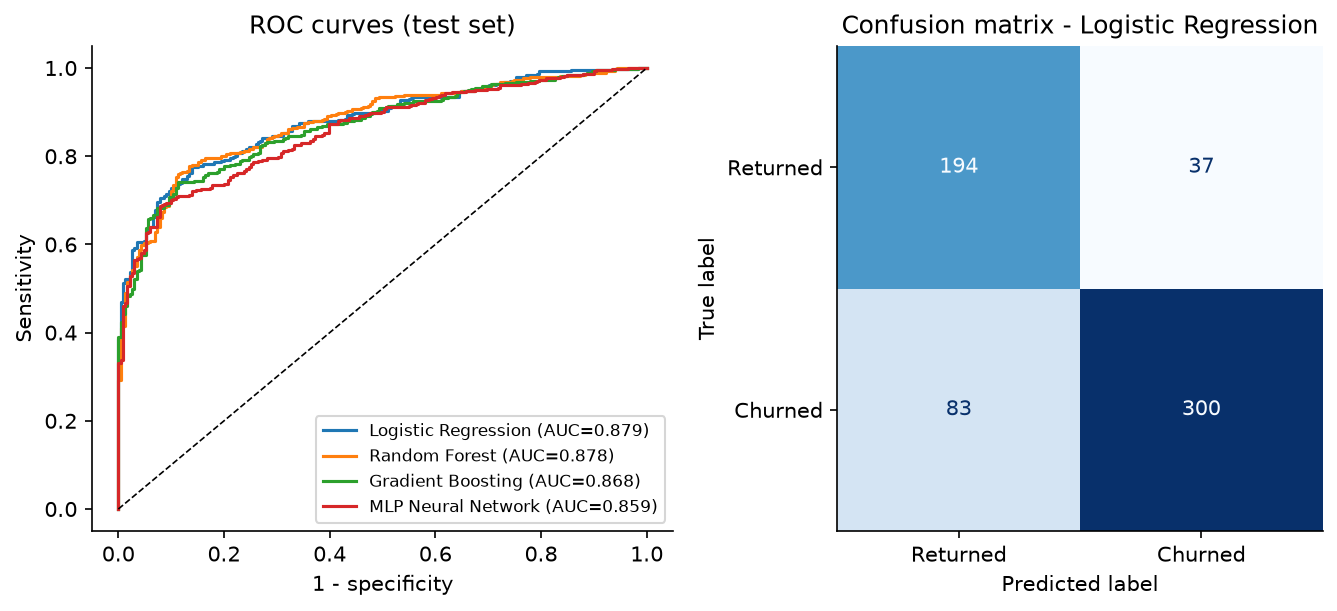 ROC curves (test set)
1.0
0.8
0.6
0.4
0.2
0.0
Sensitivity
0.0 0.2 0.4 0.6 0.8 1.0
1 - specificity
Logistic Regression (AUC=0.879)
Random Forest (AUC=0.878)
Gradient Boosting (AUC=0.868)
MLP Neural Network (AUC=0.859)
Confusion matrix - Logistic Regression
True label
Returned 194 37
Churned 83 300
Returned Churned
Predicted label